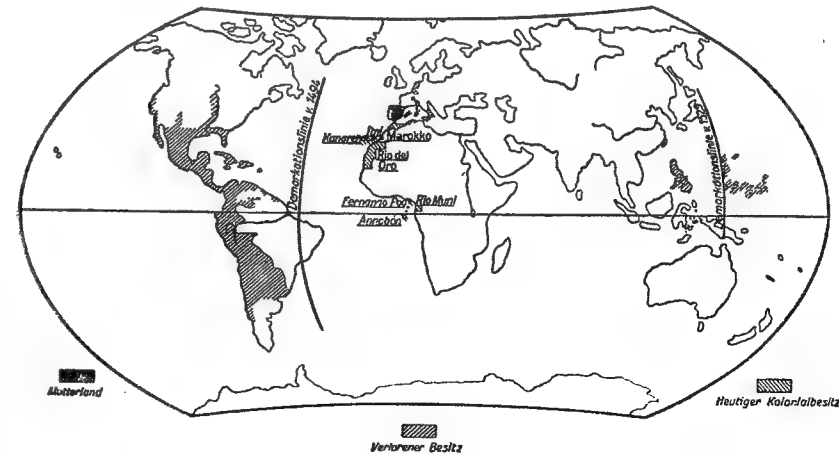 Demarkationslinie v. 1494
Kanaren
Marokko
Rio del
Oro
Fernando Poo
Rio Muni
Annobón
Demarkationslinie v. 1529
Mutterland
Heutiger Kolonialbesitz
Verlorener Besitz